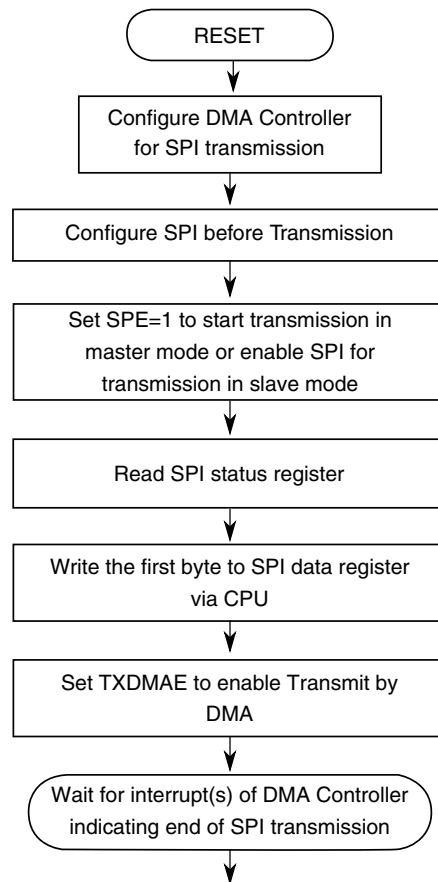 RESET
Configure DMA Controller
for SPI transmission
Configure SPI before Transmission
Set SPE=1 to start transmission in
master mode or enable SPI for
transmission in slave mode
Read SPI status register
Write the first byte to SPI data register
via CPU
Set TXDMAE to enable Transmit by
DMA
Wait for interrupt(s) of DMA Controller
indicating end of SPI transmission